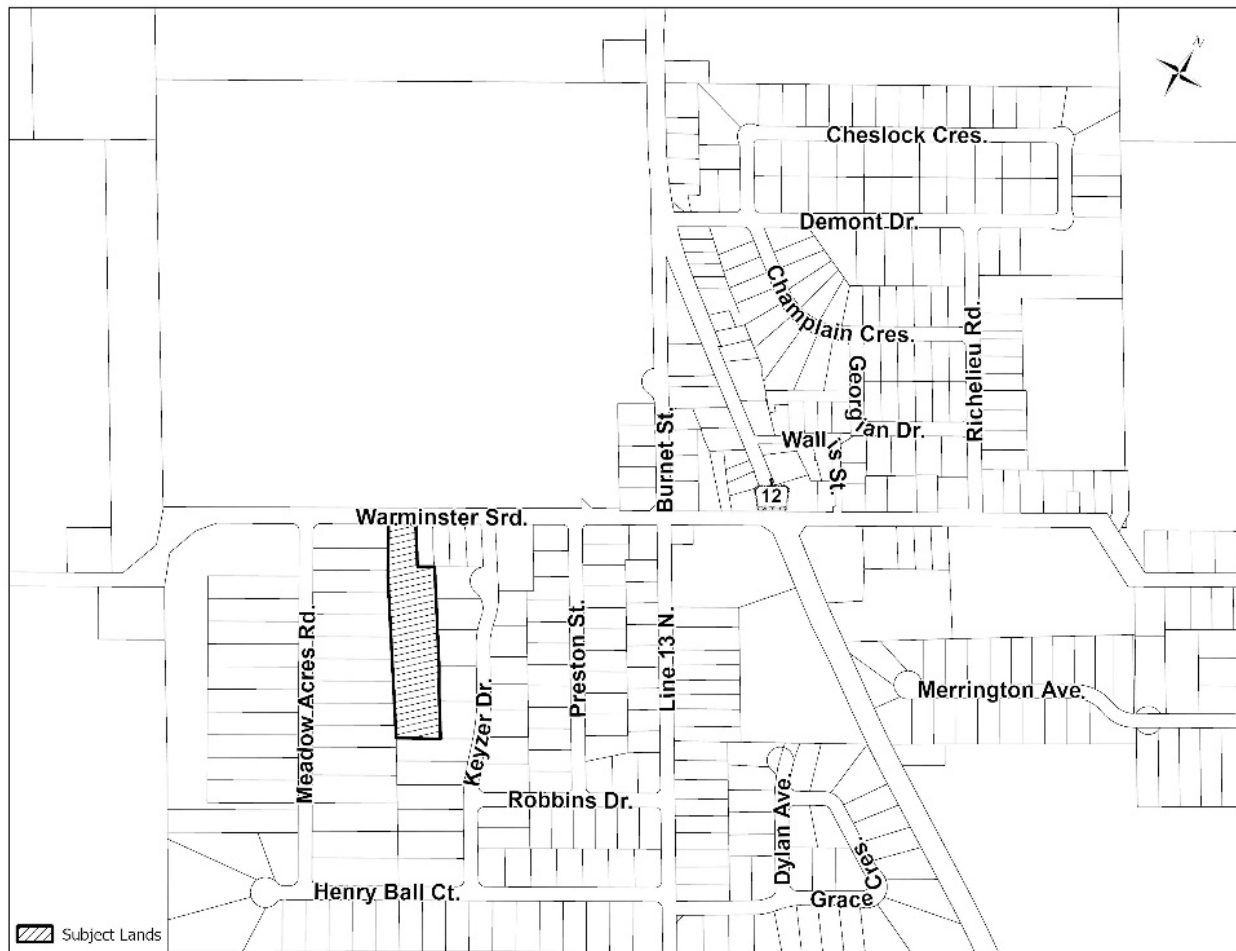 N
Cheslock Cres.
Demont Dr.
Champlain Cres.
Richelieu Rd.
Georgian Dr.
Wallis St.
Burnet St.
12
Warminster Srd.
Meadow Acres Rd.
Keyzer Dr.
Preston St.
Line 13 N.
Merrington Ave.
Robbins Dr.
Dylan Ave.
Grace Cres.
Henry Ball Ct.
Subject Lands